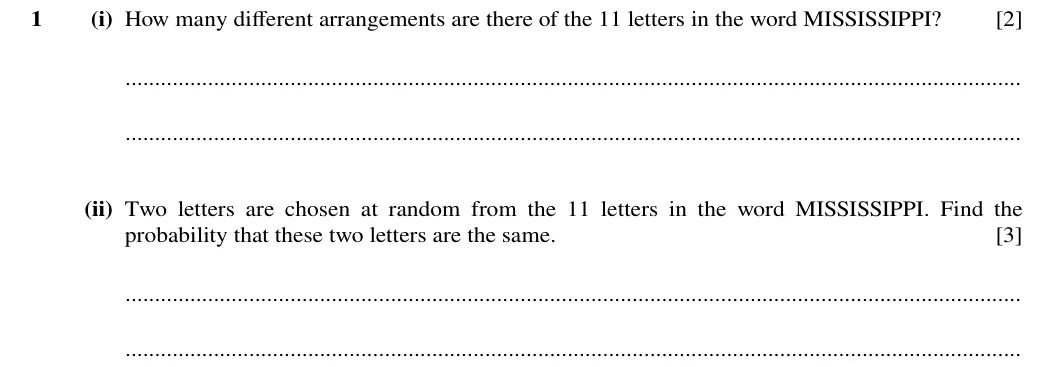 1 (i) How many different arrangements are there of the 11 letters in the word MISSISSIPPI? [2]
(ii) Two letters are chosen at random from the 11 letters in the word MISSISSIPPI. Find the
probability that these two letters are the same. [3]